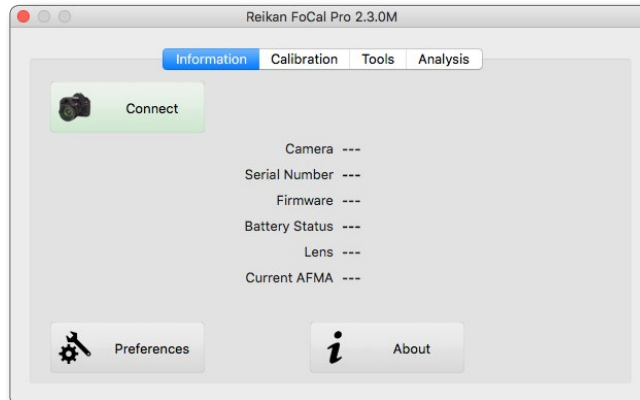 Reikan FoCal Pro 2.3.0M
Information Calibration Tools Analysis
Connect
Camera ---
Serial Number ---
Firmware ---
Battery Status ---
Lens ---
Current AFMA ---
Preferences About